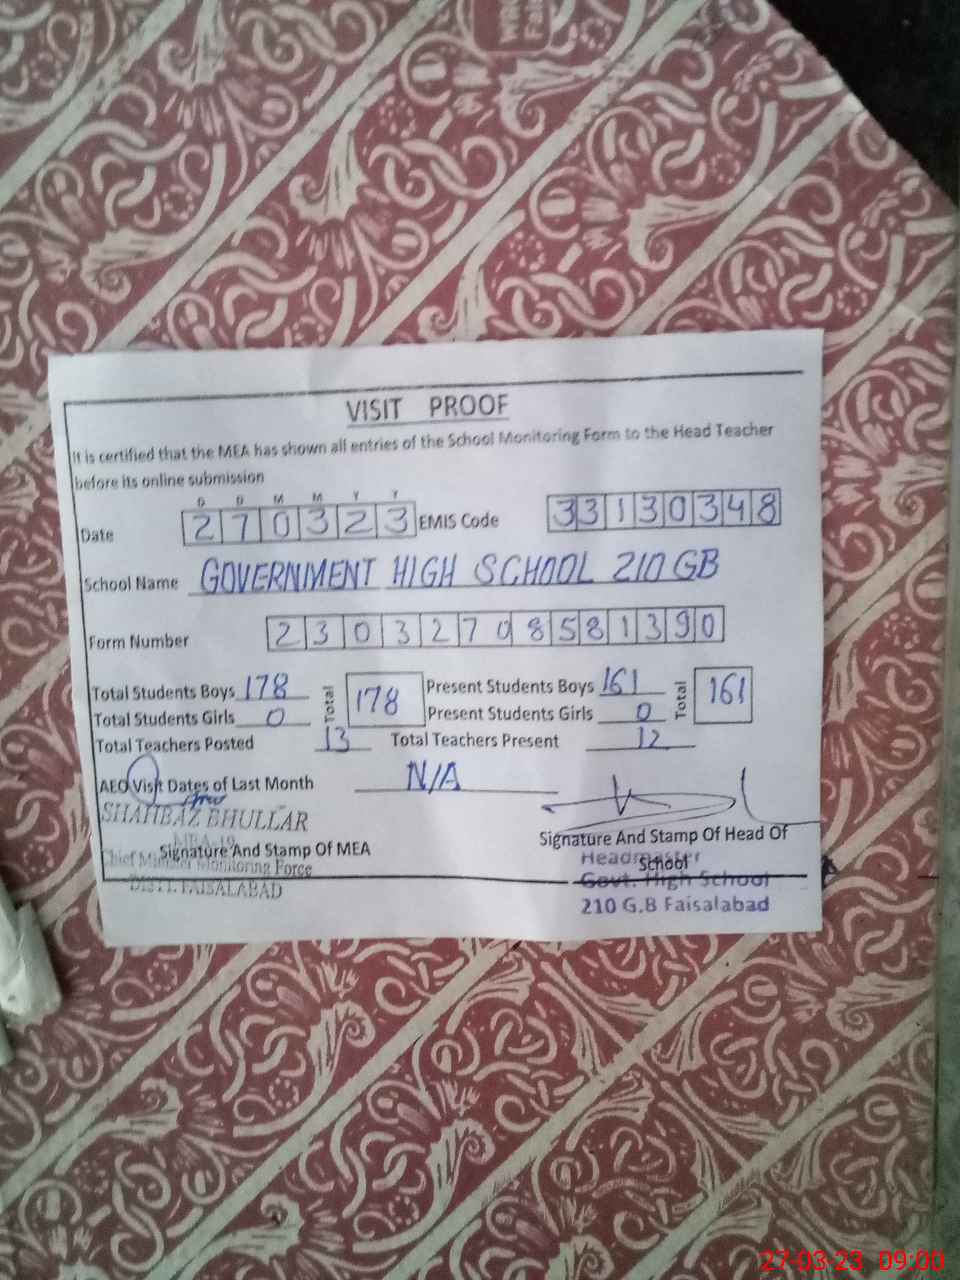 VISIT PROOF
It is certified that the MEA has shown all entries of the School Monitoring Form to the Head Teacher
before its online submission
D D M M Y Y
Date 270323 EMIS Code 33130348
School Name GOVERNMENT HIGH SCHOOL 210 GB
Form Number 23032708581390
Total Students Boys 178 Total 178 Present Students Boys 161 Total 161
Total Students Girls 0 Present Students Girls 0
Total Teachers Posted 13 Total Teachers Present 12
AEO Visit Dates of Last Month N/A
SHAHBAZ BHULLAR
Signature And Stamp Of MEA
Chief Minister Monitoring Force
DISTT. FAISALABAD
Signature And Stamp Of Head Of
School
Headmaster
Govt. High School
210 G.B Faisalabad
27-03-23 09:00